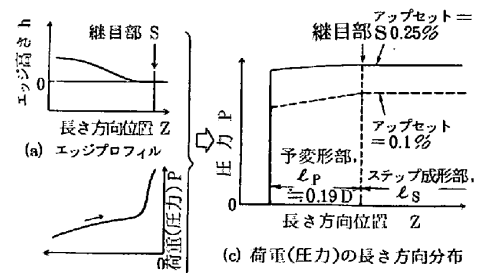 継目部 S
エッジ高さ h
0
長さ方向位置 Z
(a) エッジプロフィル
荷重(圧力) P
0
アップセット=
0.25%
継目部S
圧力 P
アップセット
=0.1%
予変形部,
ℓP
≒0.19D
ステップ成形部,
ℓS
0
長さ方向位置 Z
(c) 荷重(圧力)の長さ方向分布